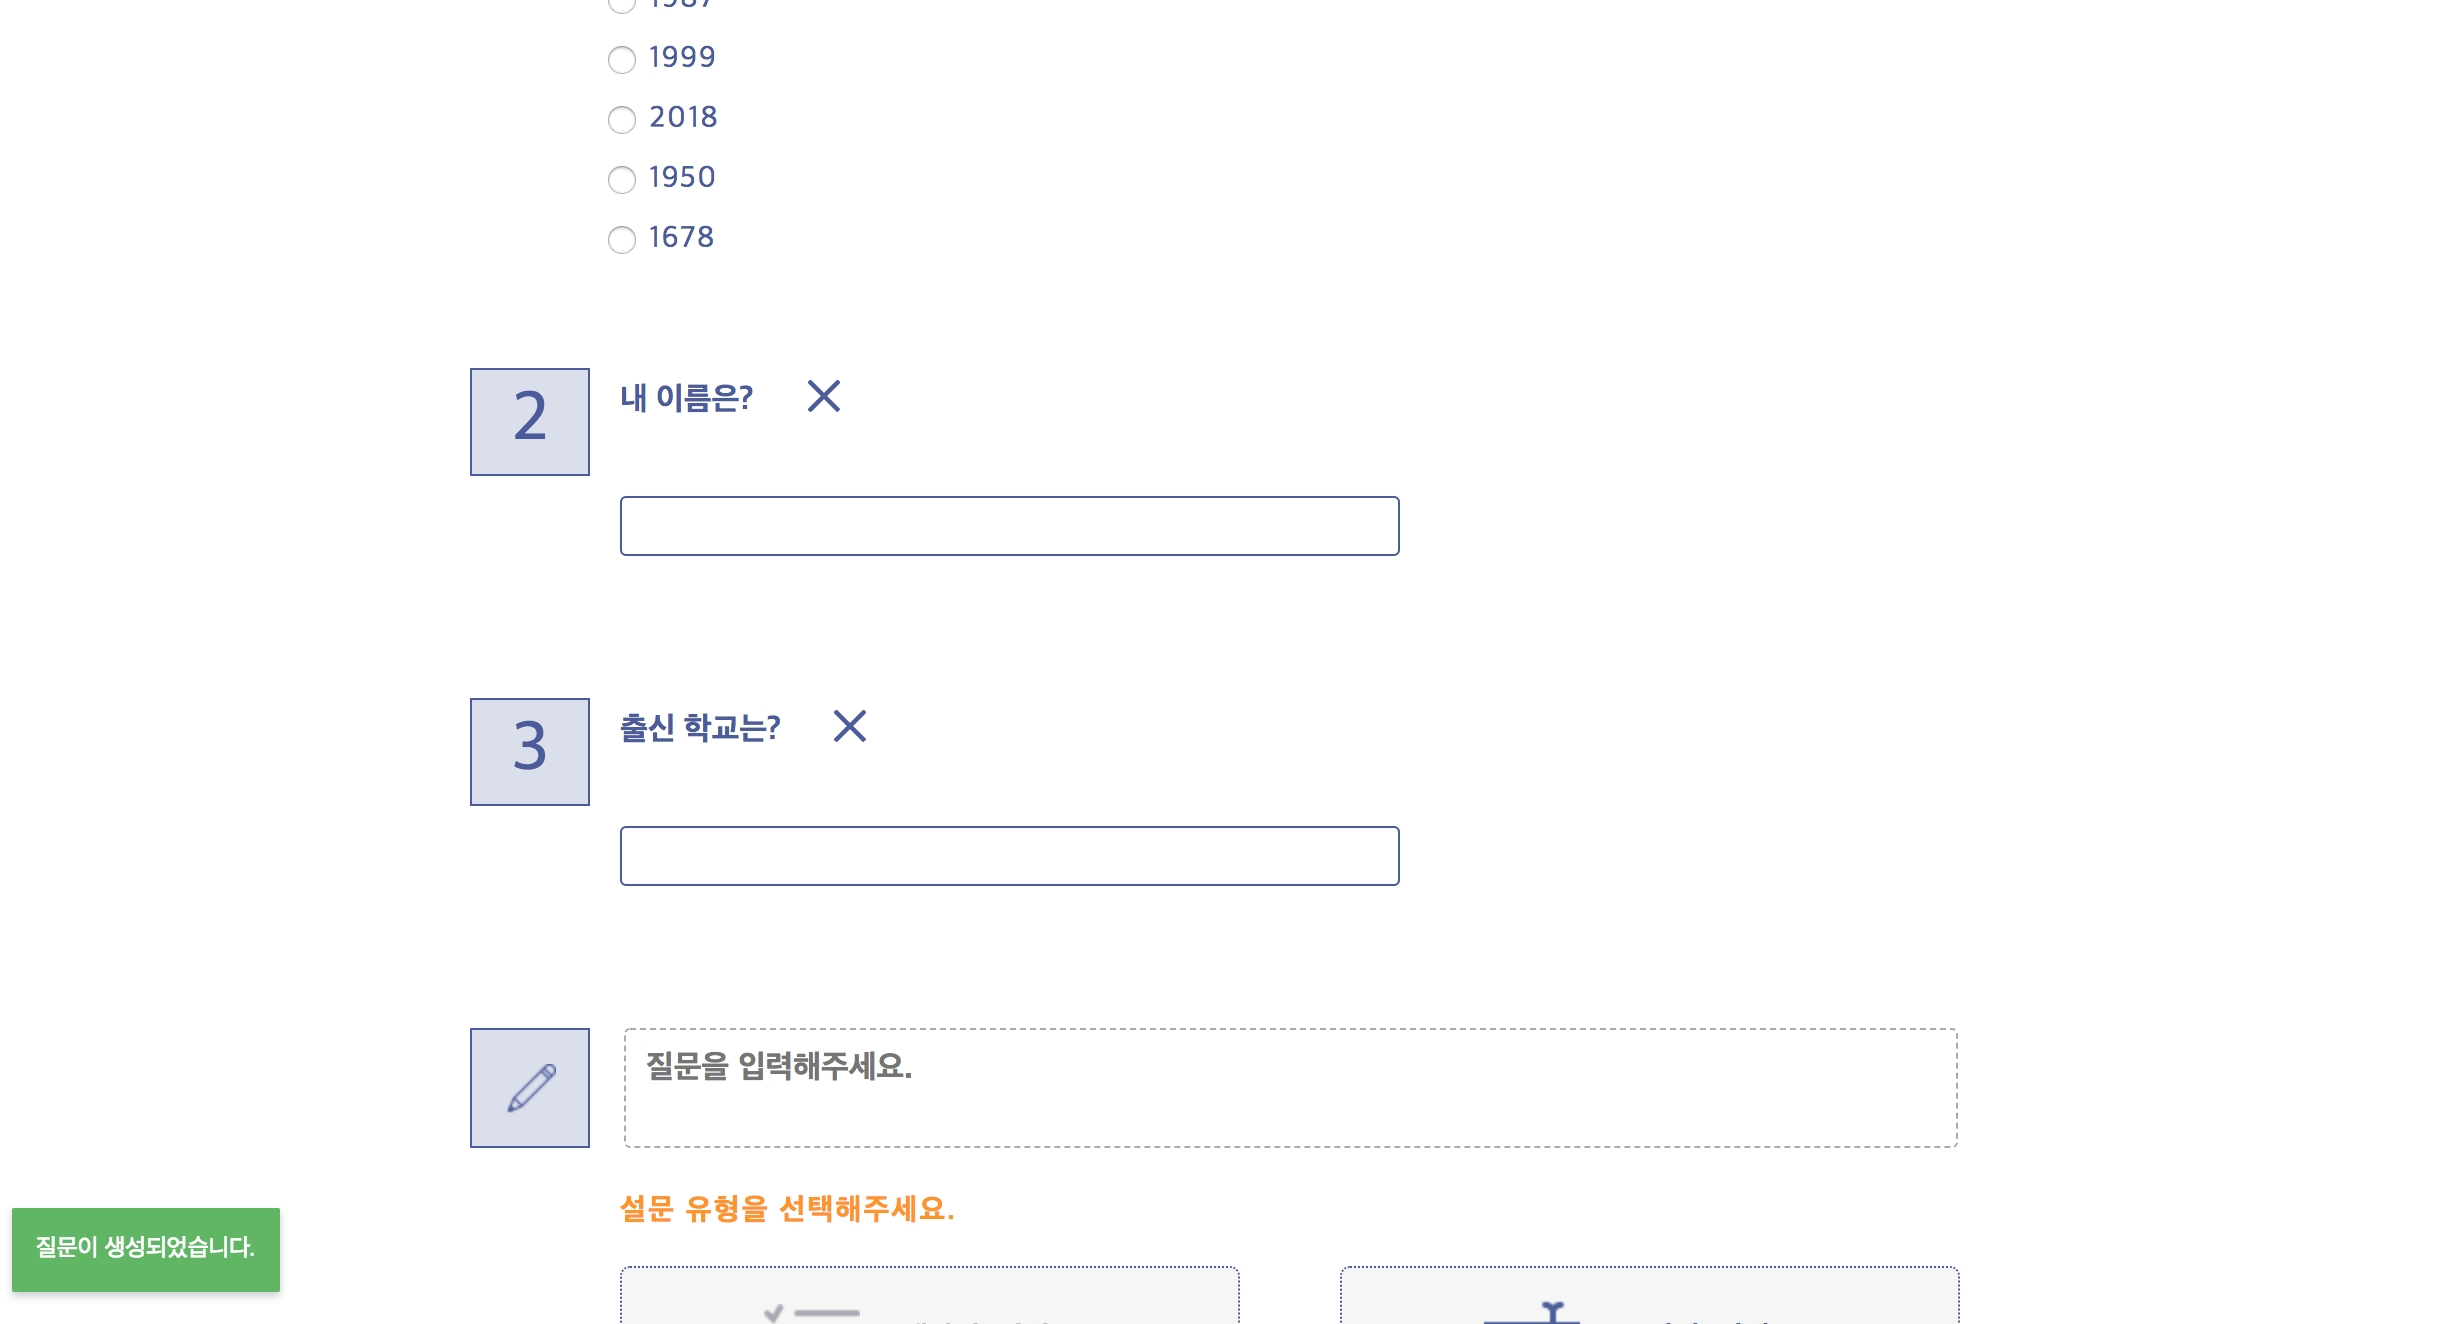 1987
1999
2018
1950
1678
2
내 이름은?
3
출신 학교는?
질문을 입력해주세요.
설문 유형을 선택해주세요.
질문이 생성되었습니다.